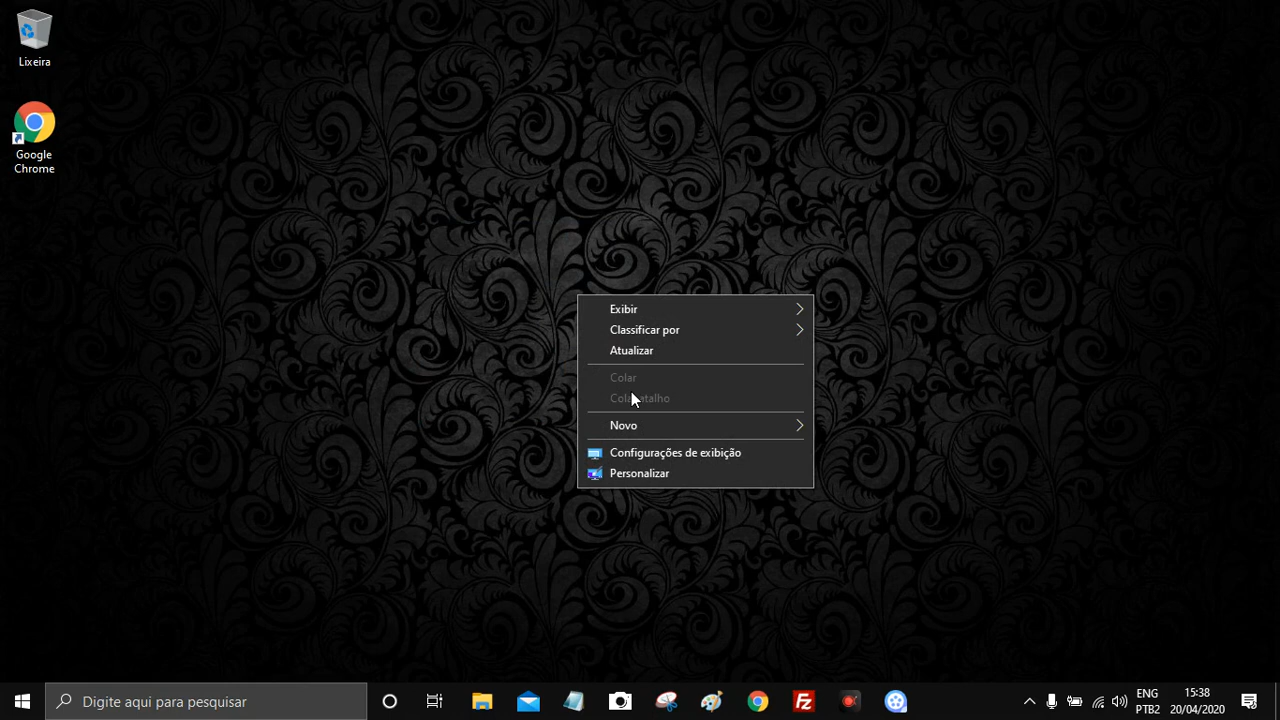 Lixeira
Google
Chrome
Exibir
Classificar por
Atualizar
Colar
Novo
Configurações de exibição
Personalizar
Digite aqui para pesquisar
ENG
PTB2
15:38
20/04/2020